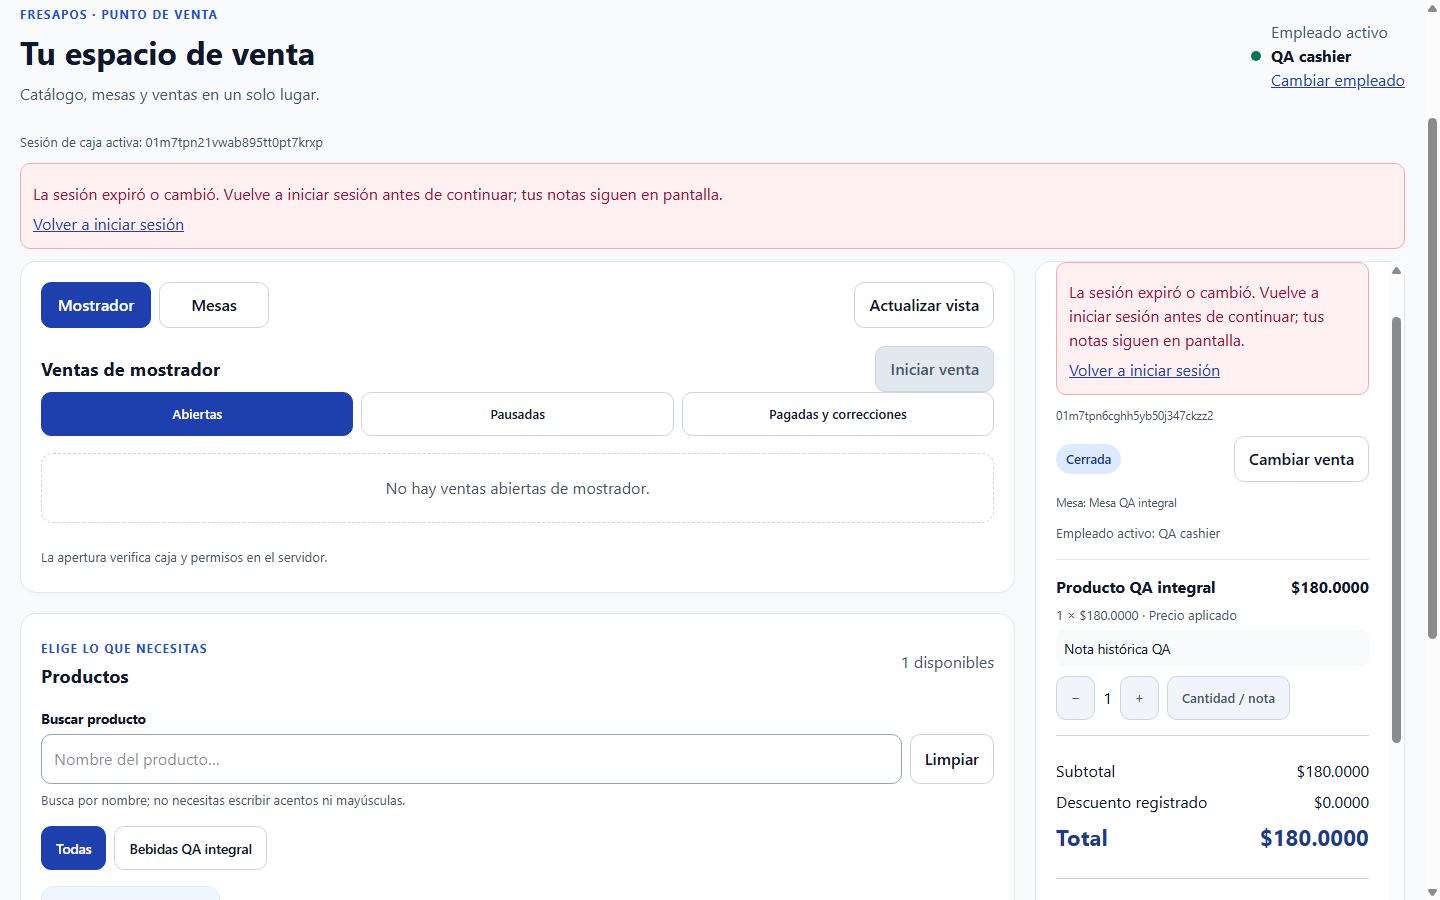 FRESAPOS · PUNTO DE VENTA
Tu espacio de venta
Catálogo, mesas y ventas en un solo lugar.
Empleado activo
QA cashier
Cambiar empleado
Sesión de caja activa: 01m7tpn21vwab895tt0pt7krxp
La sesión expiró o cambió. Vuelve a iniciar sesión antes de continuar; tus notas siguen en pantalla.
Volver a iniciar sesión
Mostrador
Mesas
Actualizar vista
Ventas de mostrador
Iniciar venta
Abiertas
Pausadas
Pagadas y correcciones
No hay ventas abiertas de mostrador.
La apertura verifica caja y permisos en el servidor.
ELIGE LO QUE NECESITAS
Productos
1 disponibles
Buscar producto
Nombre del producto...
Limpiar
Busca por nombre; no necesitas escribir acentos ni mayúsculas.
Todas
Bebidas QA integral
La sesión expiró o cambió. Vuelve a
iniciar sesión antes de continuar; tus
notas siguen en pantalla.
Volver a iniciar sesión
01m7tpn6cghh5yb50j347ckzz2
Cerrada
Cambiar venta
Mesa: Mesa QA integral
Empleado activo: QA cashier
Producto QA integral $180.0000
1 × $180.0000 · Precio aplicado
Nota histórica QA
− 1 + Cantidad / nota
Subtotal $180.0000
Descuento registrado $0.0000
Total $180.0000